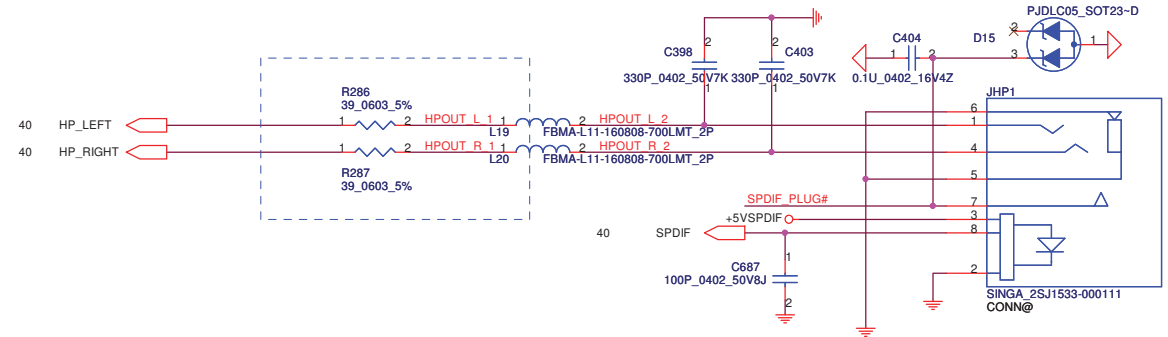 PJDLC05_SOT23~D
C398
2
2
C403
C404
D15
2
1
3
1
2
330P_0402_50V7K
330P_0402_50V7K
1
1
0.1U_0402_16V4Z
JHP1
R286
39_0603_5%
6
40 HP_LEFT
1
2
HPOUT_L_1
1
2
HPOUT_L_2
1
L19
FBMA-L11-160808-700LMT_2P
40 HP_RIGHT
1
2
HPOUT_R_1
1
2
HPOUT_R_2
4
L20
FBMA-L11-160808-700LMT_2P
R287
39_0603_5%
5
SPDIF_PLUG#
7
+5VSPDIF
3
40 SPDIF
8
1
C687
100P_0402_50V8J
2
2
SINGA_2SJ1533-000111
CONN@